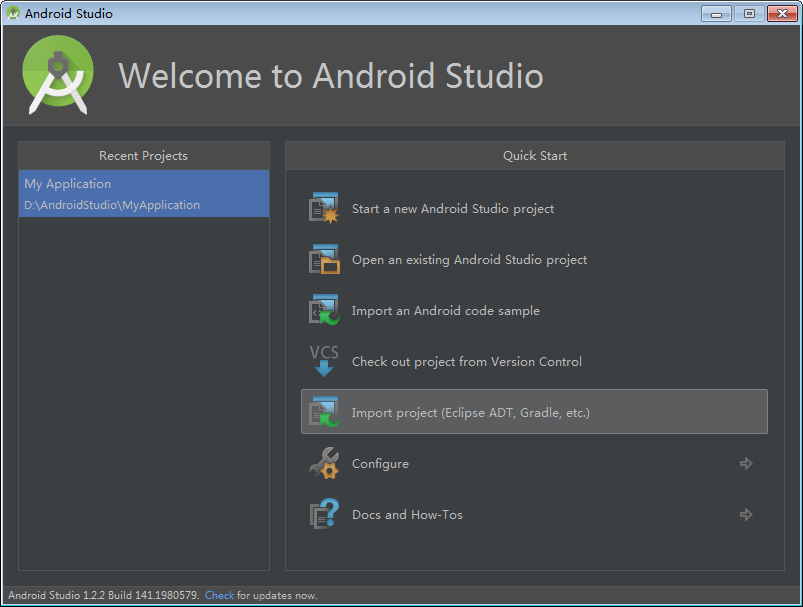 Android Studio
Welcome to Android Studio
Recent Projects
My Application
D:\AndroidStudio\MyApplication
Quick Start
Start a new Android Studio project
Open an existing Android Studio project
Import an Android code sample
VCS
Check out project from Version Control
Import project (Eclipse ADT, Gradle, etc.)
Configure
Docs and How-Tos
Android Studio 1.2.2 Build 141.1980579. Check for updates now.